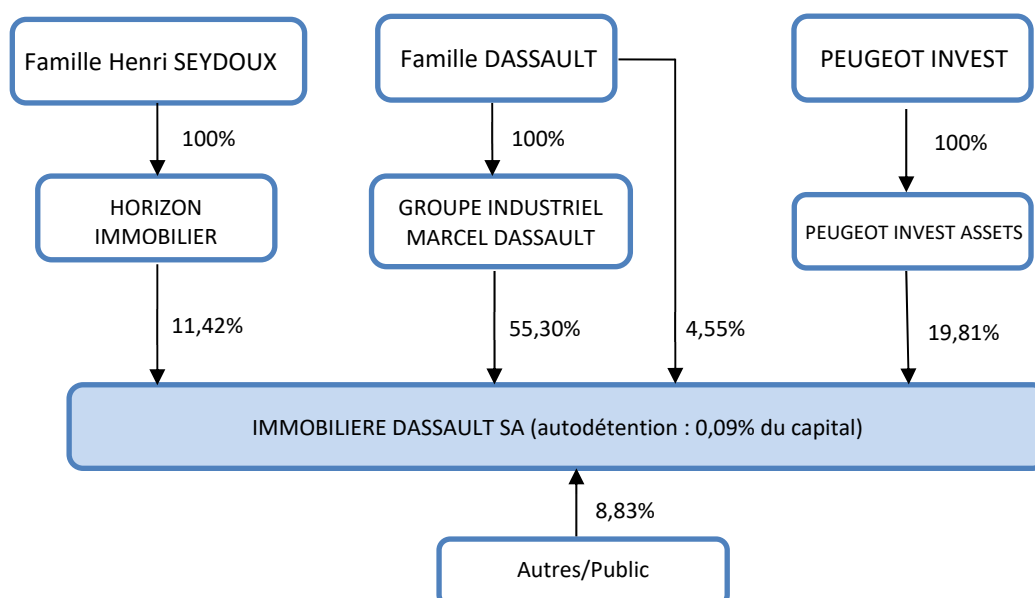 Famille Henri SEYDOUX
Famille DASSAULT
PEUGEOT INVEST
100%
100%
100%
HORIZON
IMMOBILIER
GROUPE INDUSTRIEL
MARCEL DASSAULT
PEUGEOT INVEST ASSETS
11,42%
55,30%
4,55%
19,81%
IMMOBILIERE DASSAULT SA (autodétention : 0,09% du capital)
8,83%
Autres/Public